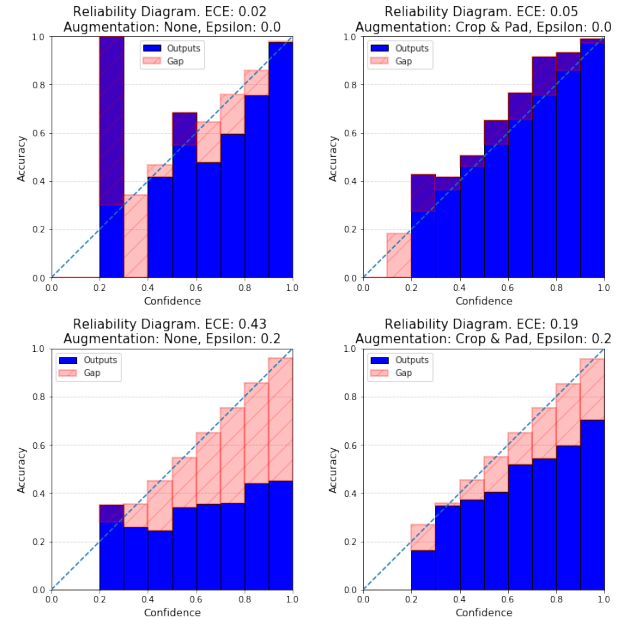 Reliability Diagram. ECE: 0.02
Augmentation: None, Epsilon: 0.0
1.0
0.8
0.6
0.4
0.2
0.0
Accuracy
Outputs
Gap
0.0 0.2 0.4 0.6 0.8 1.0
Confidence
Reliability Diagram. ECE: 0.05
Augmentation: Crop & Pad, Epsilon: 0.0
1.0
0.8
0.6
0.4
0.2
0.0
Accuracy
Outputs
Gap
0.0 0.2 0.4 0.6 0.8 1.0
Confidence
Reliability Diagram. ECE: 0.43
Augmentation: None, Epsilon: 0.2
1.0
0.8
0.6
0.4
0.2
0.0
Accuracy
Outputs
Gap
0.0 0.2 0.4 0.6 0.8 1.0
Confidence
Reliability Diagram. ECE: 0.19
Augmentation: Crop & Pad, Epsilon: 0.2
1.0
0.8
0.6
0.4
0.2
0.0
Accuracy
Outputs
Gap
0.0 0.2 0.4 0.6 0.8 1.0
Confidence